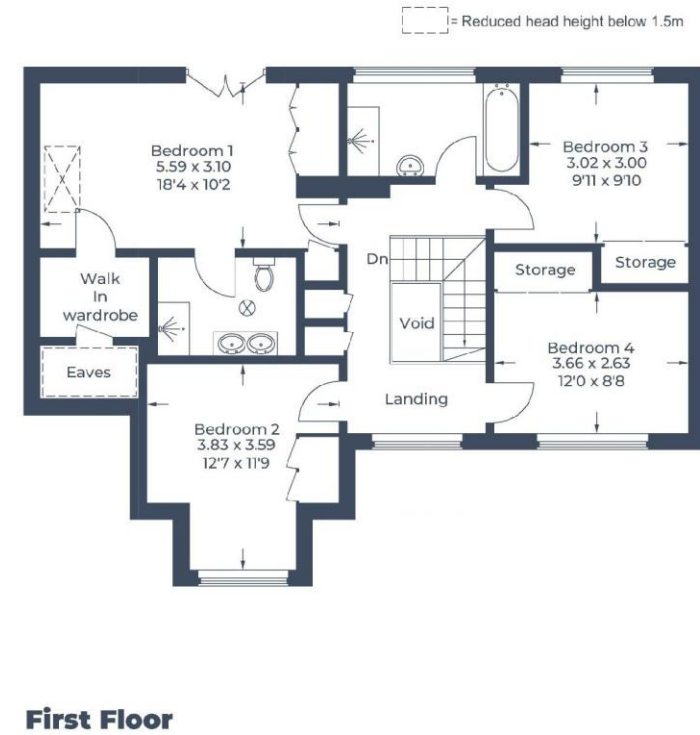 = Reduced head height below 1.5m
Bedroom 1
5.59 x 3.10
18'4 x 10'2
Bedroom 3
3.02 x 3.00
9'11 x 9'10
Dn
Storage
Storage
Walk
In
wardrobe
Void
Eaves
Bedroom 4
3.66 x 2.63
12'0 x 8'8
Landing
Bedroom 2
3.83 x 3.59
12'7 x 11'9
First Floor